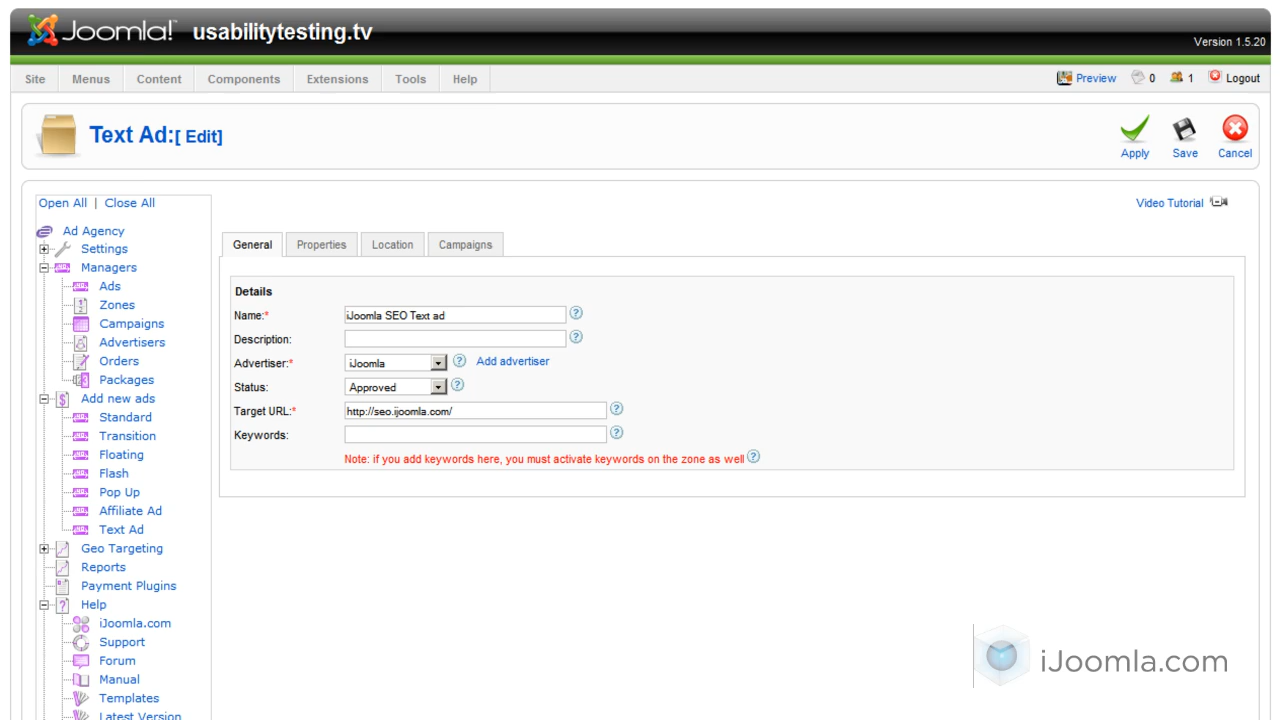 Joomla! usabilitytesting.tv
Version 1.5.20
Site Menus Content Components Extensions Tools Help Preview 0 1 Logout
Text Ad:[ Edit]
Apply Save Cancel
Open All | Close All
Video Tutorial
Ad Agency
Settings
Managers
Ads
Zones
Campaigns
Advertisers
Orders
Packages
Add new ads
Standard
Transition
Floating
Flash
Pop Up
Affiliate Ad
Text Ad
Geo Targeting
Reports
Payment Plugins
Help
iJoomla.com
Support
Forum
Manual
Templates
Latest Version
General Properties Location Campaigns
Details
Name:* iJoomla SEO Text ad
Description:
Advertiser:* iJoomla Add advertiser
Status: Approved
Target URL:* http://seo.ijoomla.com/
Keywords:
Note: if you add keywords here, you must activate keywords on the zone as well
iJoomla.com